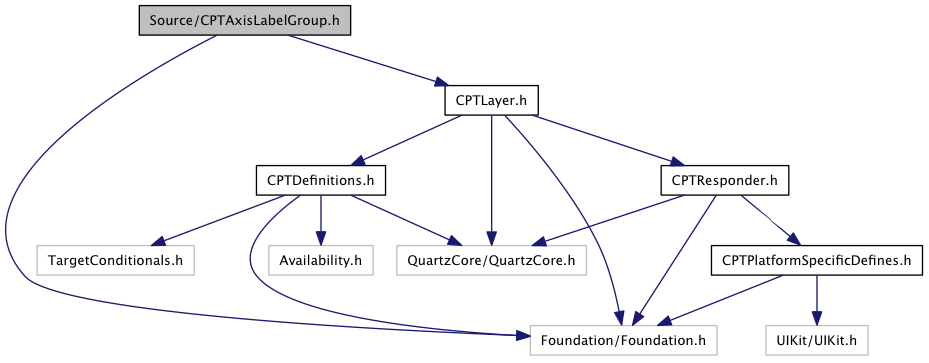 Source/CPTAxisLabelGroup.h
CPTLayer.h
CPTDefinitions.h
CPTResponder.h
TargetConditionals.h
Availability.h
QuartzCore/QuartzCore.h
CPTPlatformSpecificDefines.h
Foundation/Foundation.h
UIKit/UIKit.h